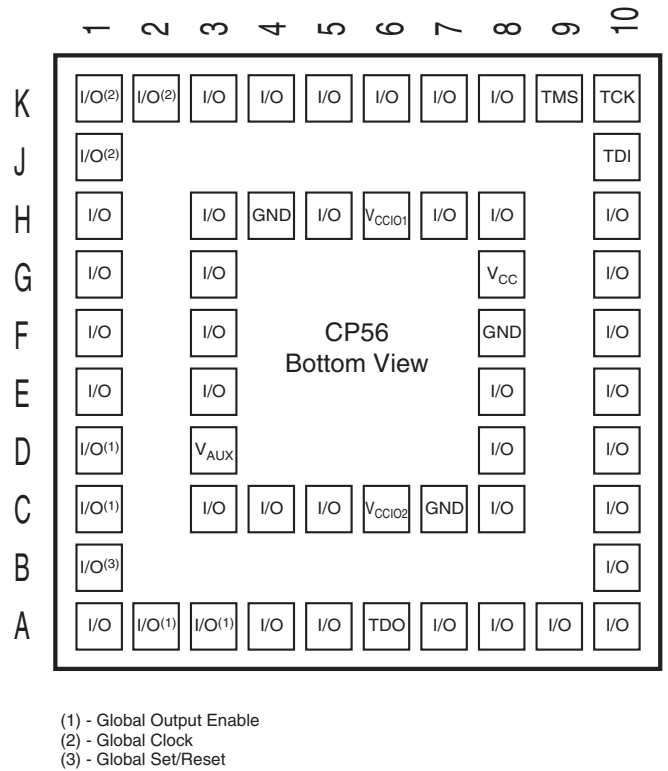 1 2 3 4 5 6 7 8 9 10
K I/O(2) I/O(2) I/O I/O I/O I/O I/O I/O TMS TCK
J I/O(2) TDI
H I/O I/O GND I/O VCCIO1 I/O I/O I/O
G I/O I/O VCC I/O
F I/O I/O GND I/O
CP56
Bottom View
E I/O I/O I/O I/O
D I/O(1) VAUX I/O I/O
C I/O(1) I/O I/O I/O VCCIO2 GND I/O I/O
B I/O(3) I/O
A I/O I/O(1) I/O(1) I/O I/O TDO I/O I/O I/O I/O
(1) - Global Output Enable
(2) - Global Clock
(3) - Global Set/Reset